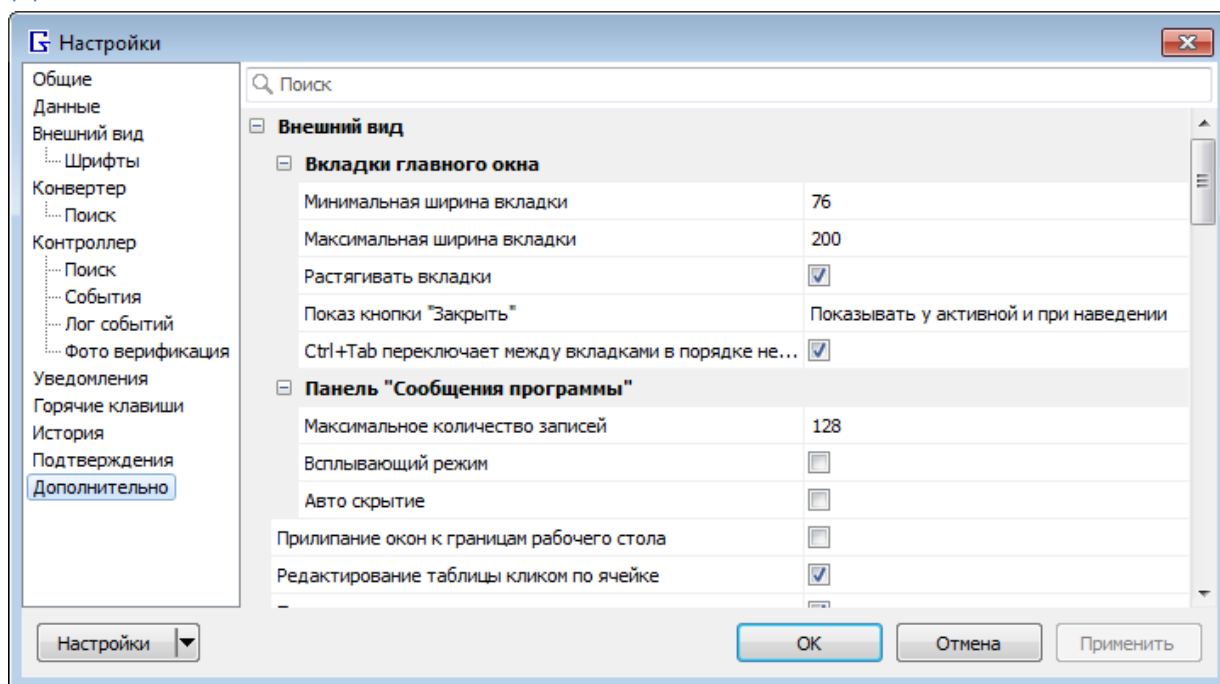 Настройки
Общие
Данные
Внешний вид
Шрифты
Конвертер
Поиск
Контроллер
Поиск
События
Лог событий
Фото верификация
Уведомления
Горячие клавиши
История
Подтверждения
Дополнительно
Поиск
Внешний вид
Вкладки главного окна
Минимальная ширина вкладки 76
Максимальная ширина вкладки 200
Растягивать вкладки
Показ кнопки "Закрыть" Показывать у активной и при наведении
Ctrl+Tab переключает между вкладками в порядке не...
Панель "Сообщения программы"
Максимальное количество записей 128
Всплывающий режим
Авто скрытие
Прилипание окон к границам рабочего стола
Редактирование таблицы кликом по ячейке
Настройки
OK
Отмена
Применить